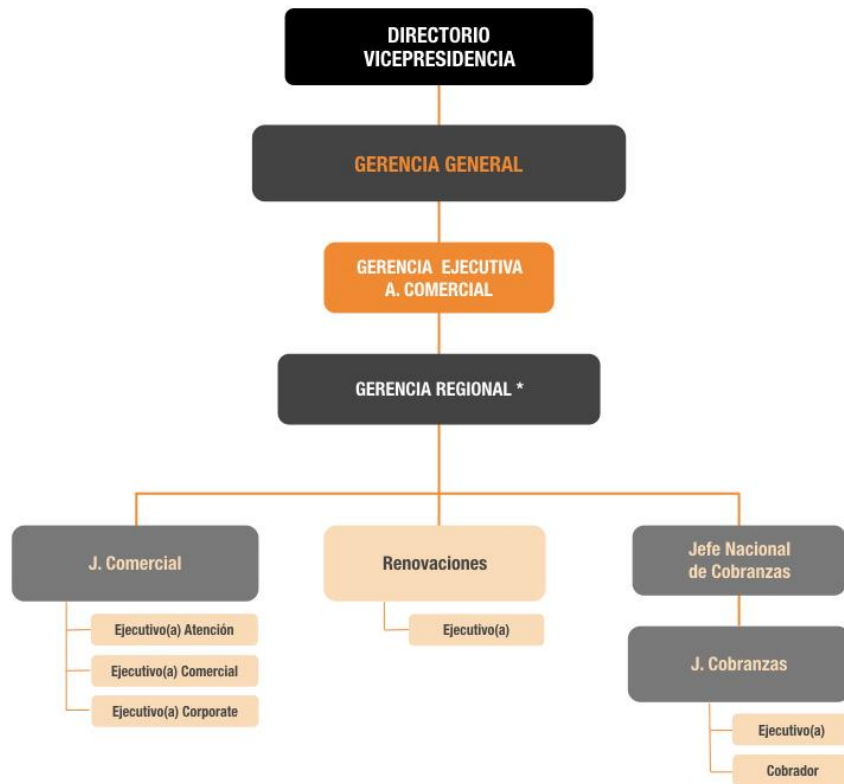 DIRECTORIO
VICEPRESIDENCIA
GERENCIA GENERAL
GERENCIA EJECUTIVA
A. COMERCIAL
GERENCIA REGIONAL *
J. Comercial
Ejecutivo(a) Atención
Ejecutivo(a) Comercial
Ejecutivo(a) Corporate
Renovaciones
Ejecutivo(a)
Jefe Nacional
de Cobranzas
J. Cobranzas
Ejecutivo(a)
Cobrador